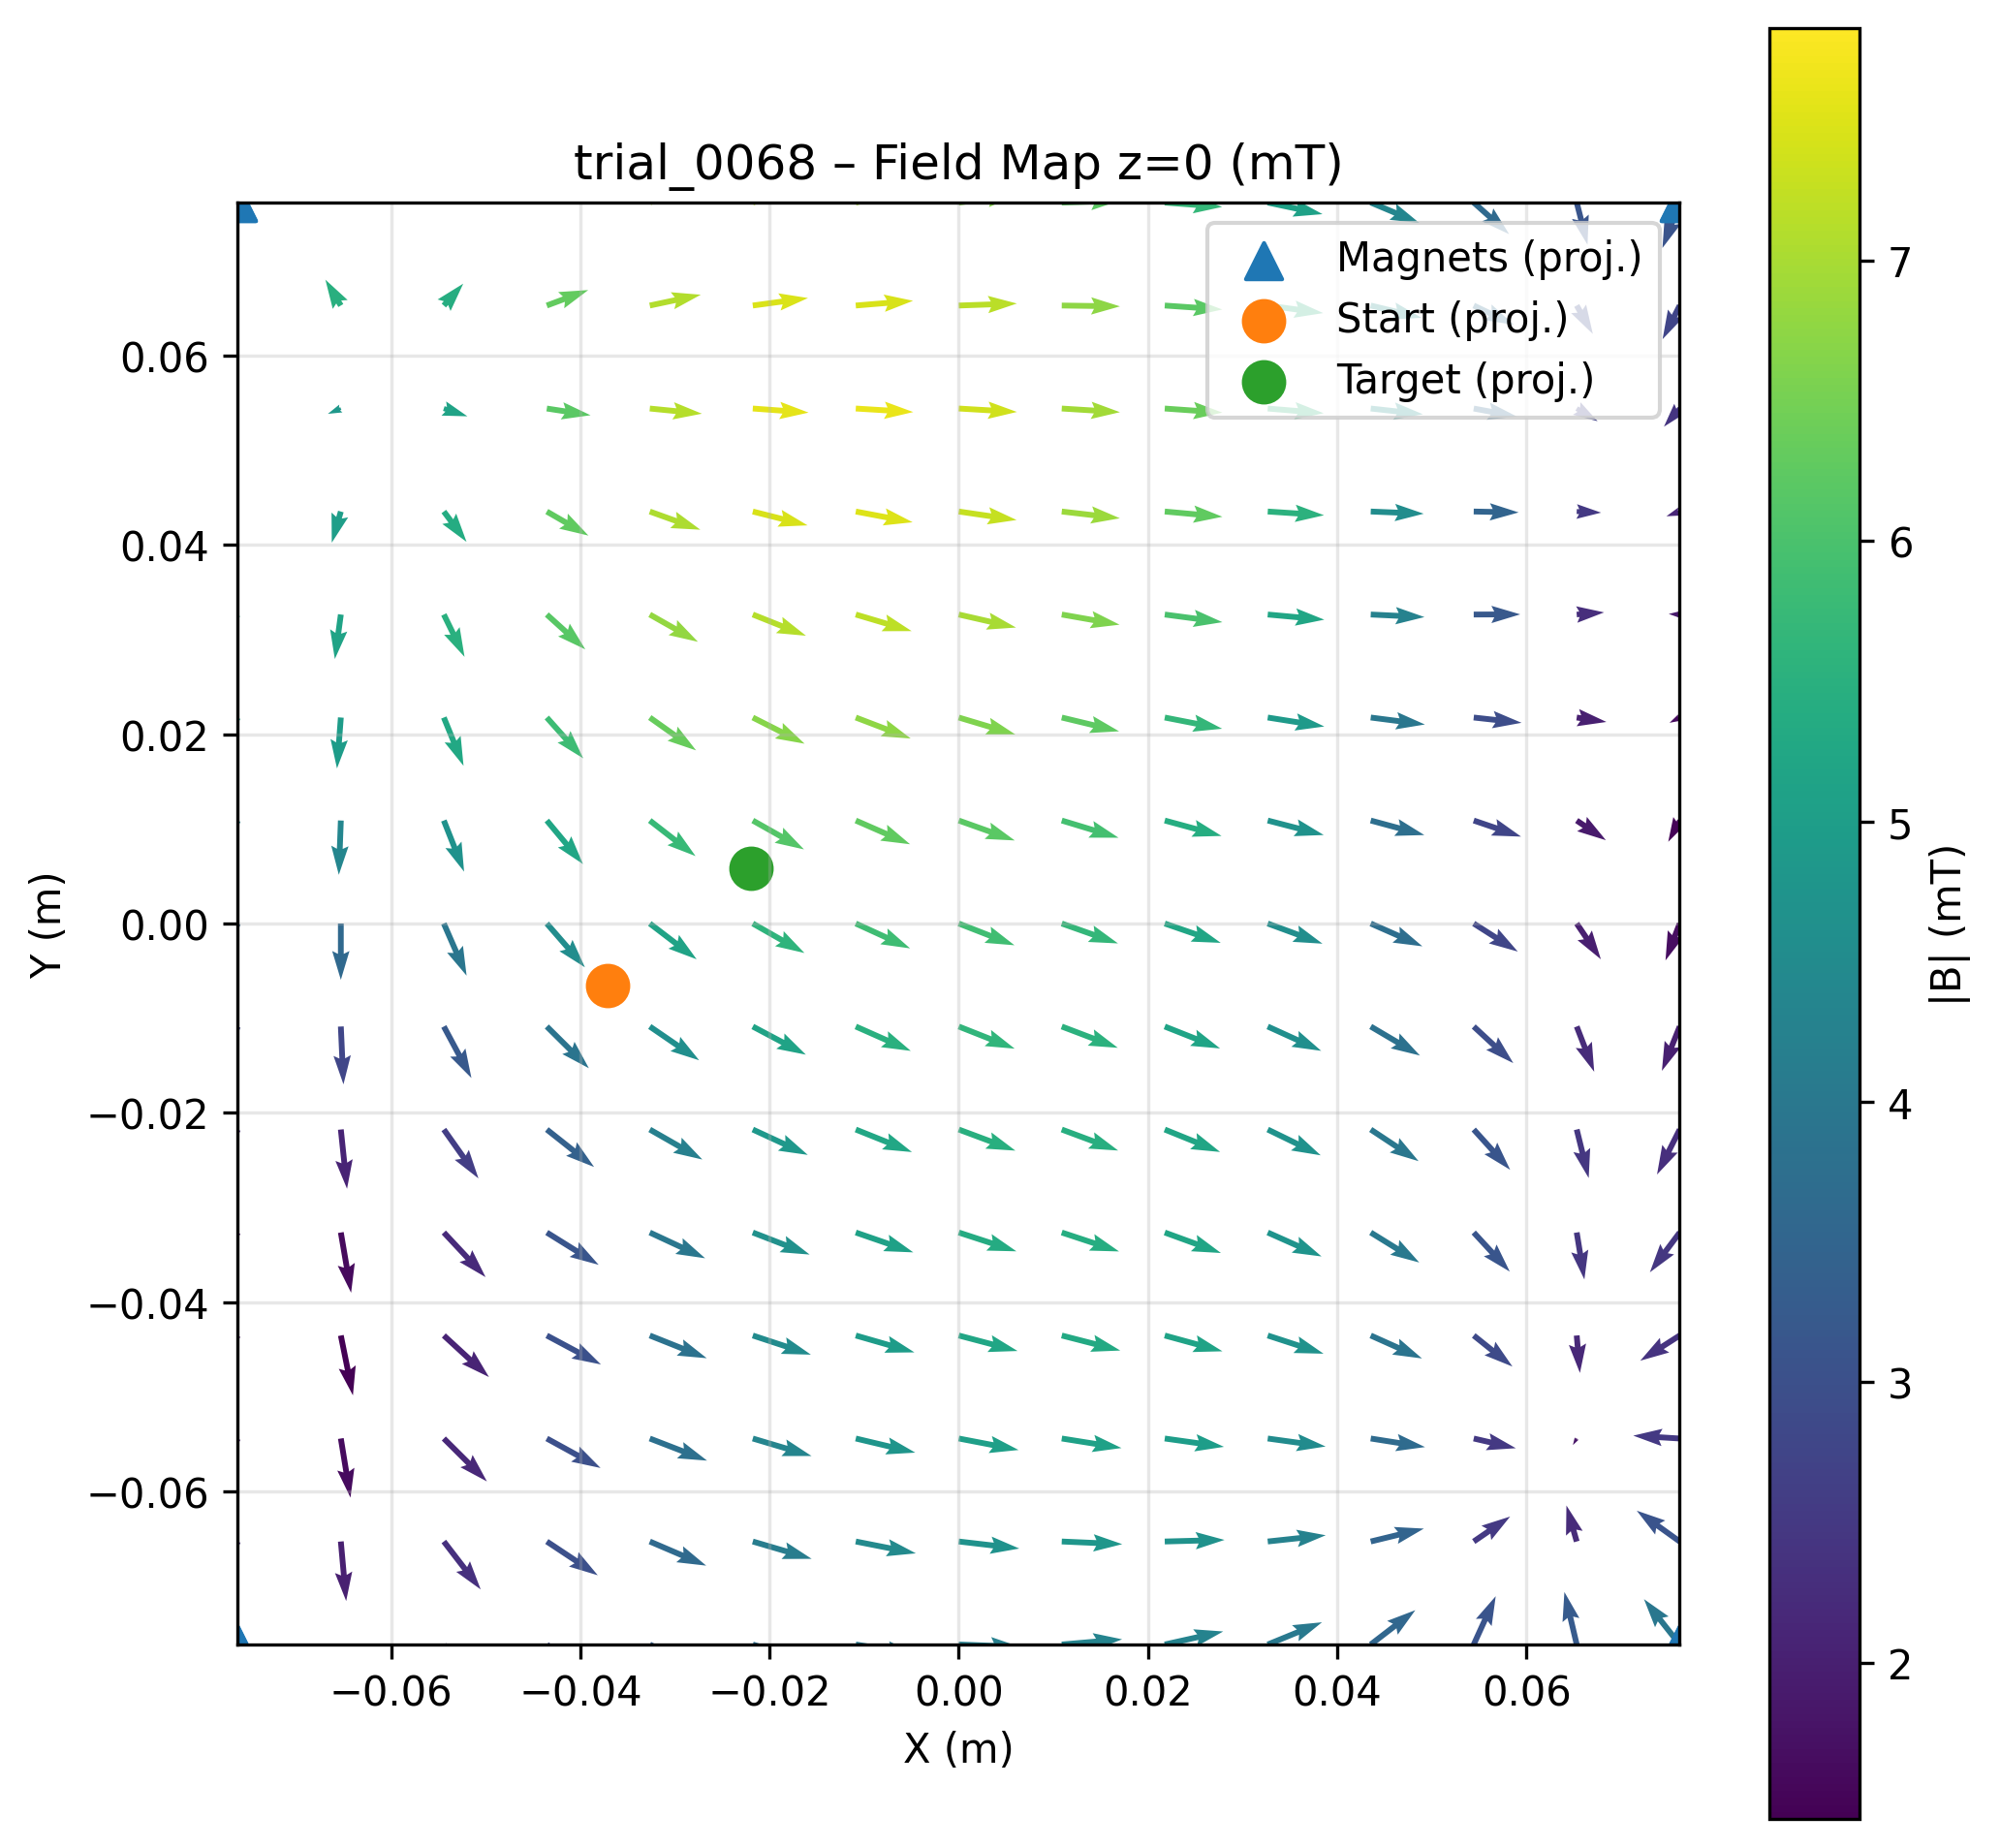 trial_0068 – Field Map z=0 (mT)
Magnets (proj.)
Start (proj.)
Target (proj.)
0.06
0.04
0.02
0.00
−0.02
−0.04
−0.06
Y (m)
−0.06
−0.04
−0.02
0.00
0.02
0.04
0.06
X (m)
7
6
5
4
3
2
|B| (mT)